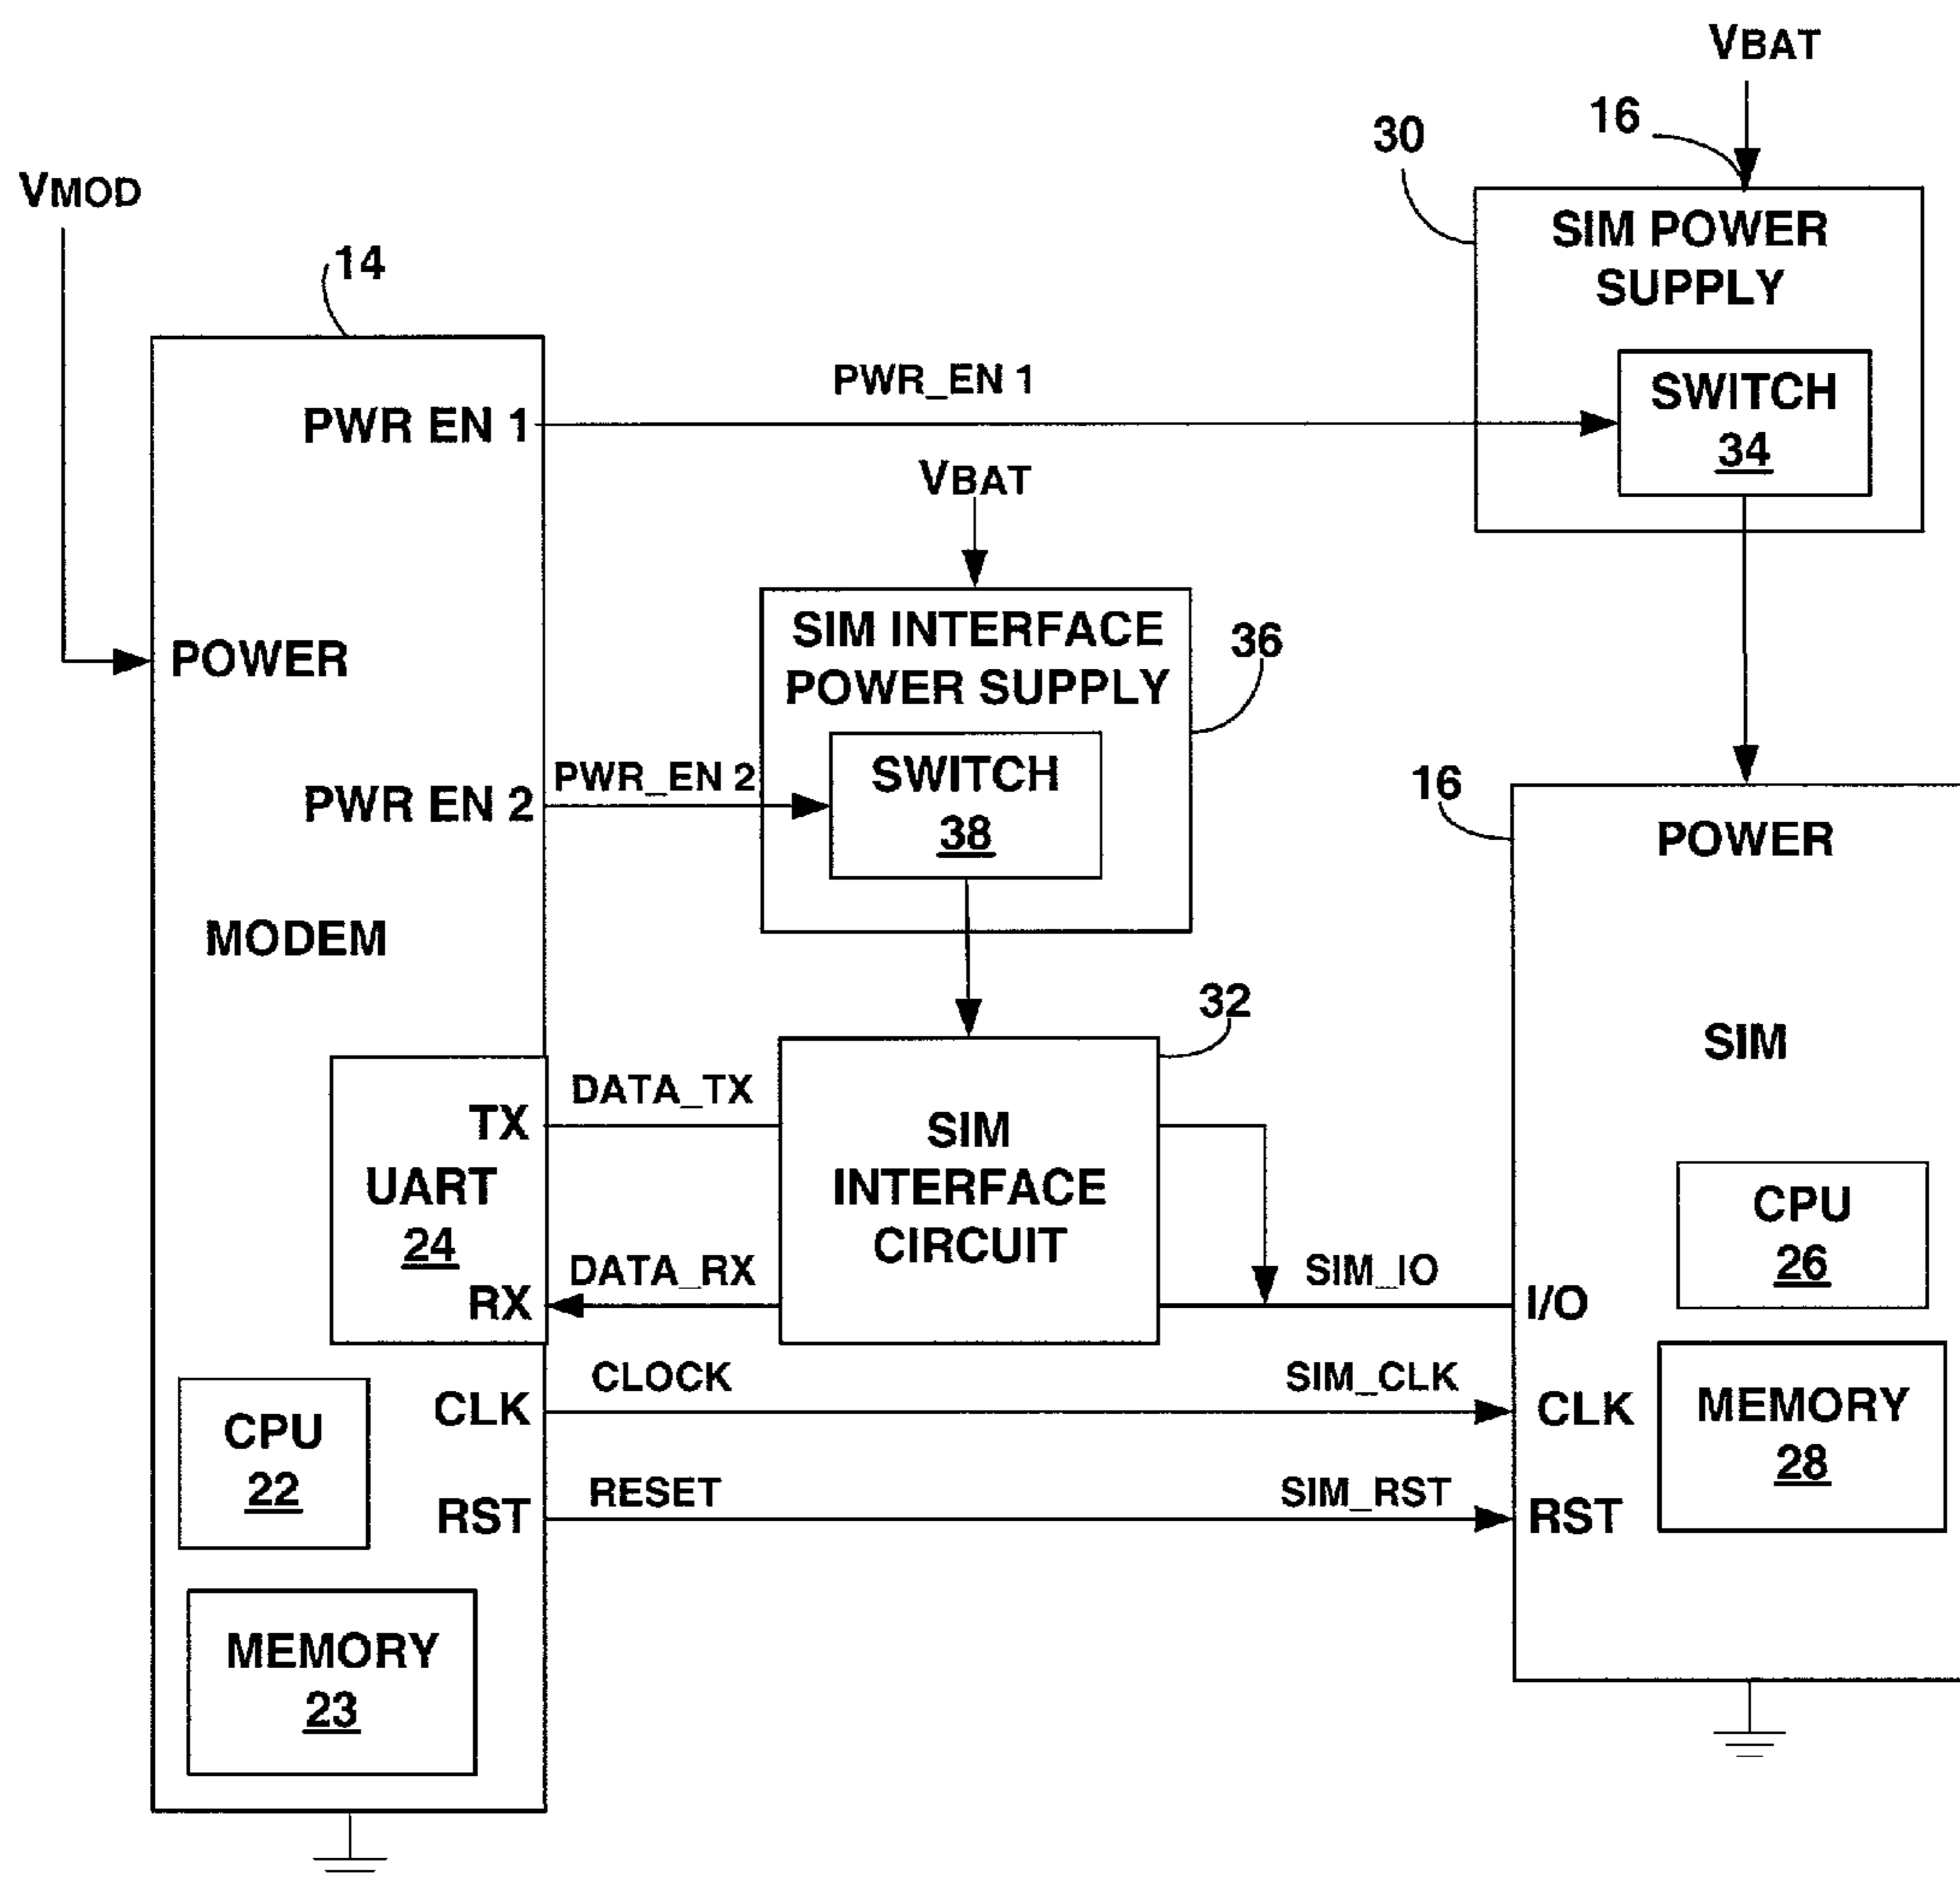 VBAT
16
30
VMOD
SIM POWER
SUPPLY
14
SWITCH
34
PWR_EN 1
PWR EN 1
VBAT
SIM INTERFACE
POWER SUPPLY
36
POWER
SWITCH
38
PWR_EN 2
PWR EN 2
16
POWER
MODEM
32
SIM
DATA_TX
TX
SIM
INTERFACE
CIRCUIT
UART
24
CPU
26
DATA_RX
SIM_IO
RX
I/O
CLOCK
SIM_CLK
CLK
CLK
MEMORY
28
CPU
22
RESET
SIM_RST
RST
RST
MEMORY
23